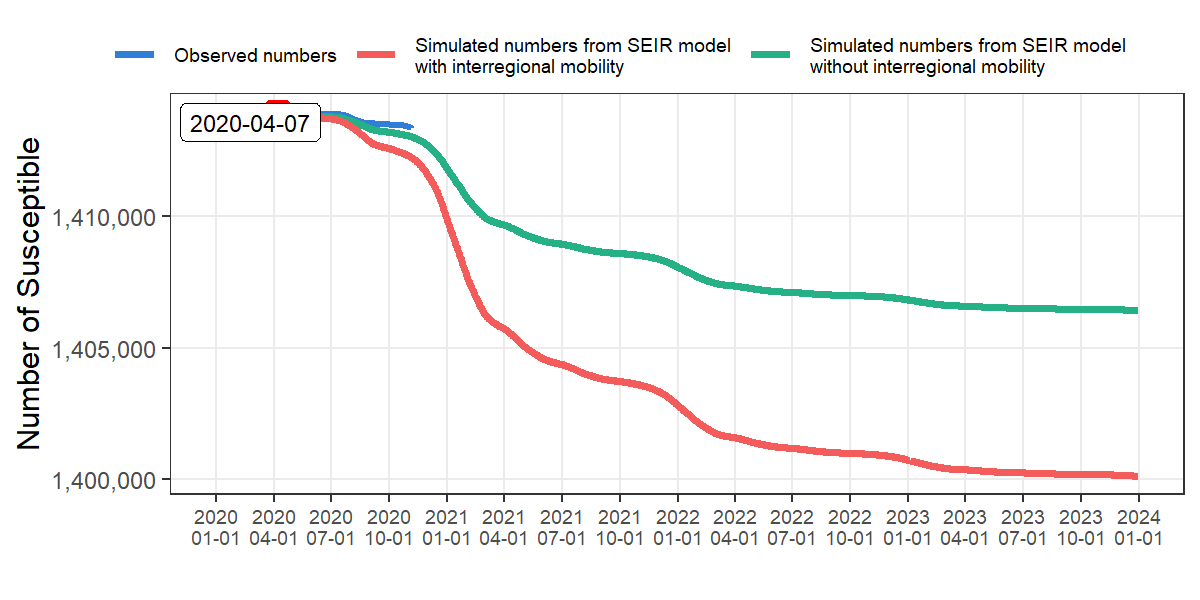 Observed numbers
Simulated numbers from SEIR model
with interregional mobility
Simulated numbers from SEIR model
without interregional mobility
2020-04-07
Number of Susceptible
1,410,000
1,405,000
1,400,000
2020 2020 2020 2020 2021 2021 2021 2021 2022 2022 2022 2022 2023 2023 2023 2023 2024
01-01 04-01 07-01 10-01 01-01 04-01 07-01 10-01 01-01 04-01 07-01 10-01 01-01 04-01 07-01 10-01 01-01